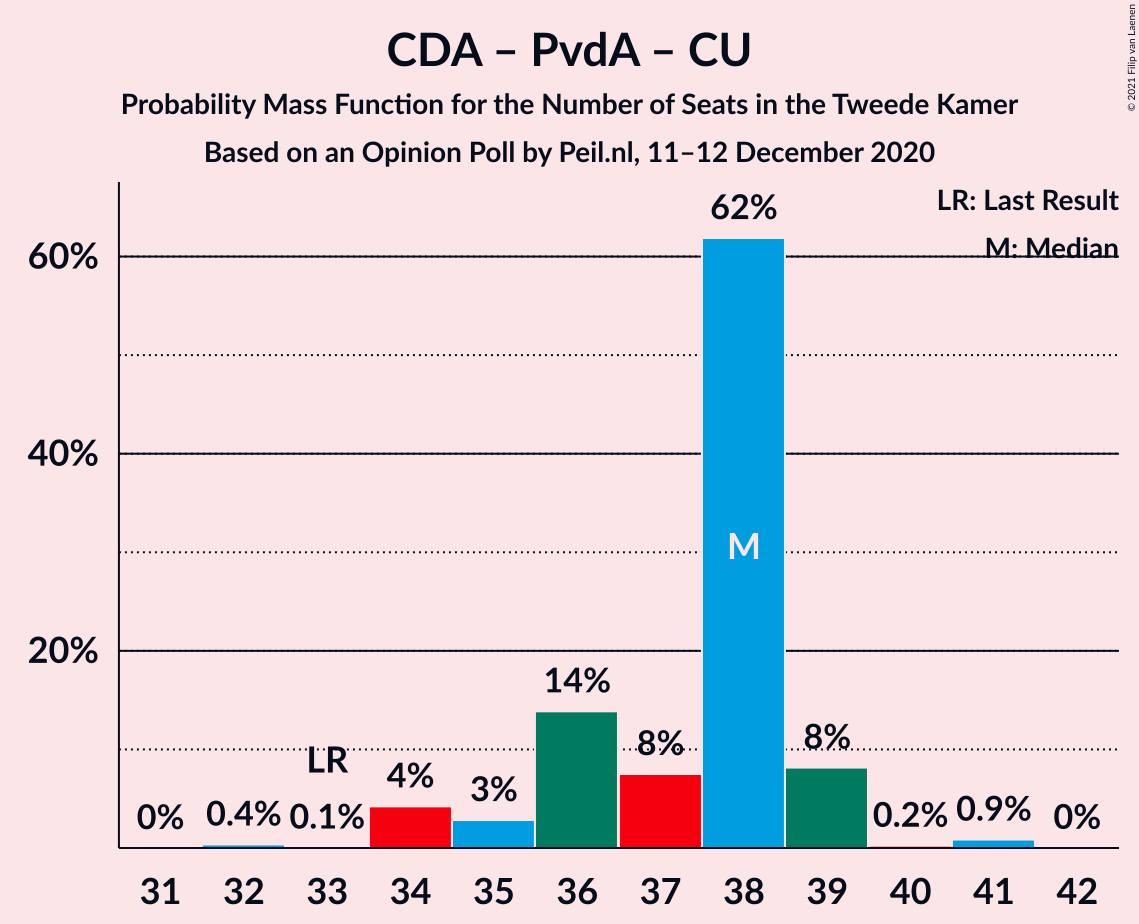 CDA – PvdA – CU
Probability Mass Function for the Number of Seats in the Tweede Kamer
Based on an Opinion Poll by Peil.nl, 11–12 December 2020
© 2021 Filip van Laenen
LR: Last Result
M: Median
62%
60%
40%
M
20%
14%
8%
8%
LR
4%
3%
0%
0.4%
0.1%
0.2%
0.9%
0%
31 32 33 34 35 36 37 38 39 40 41 42